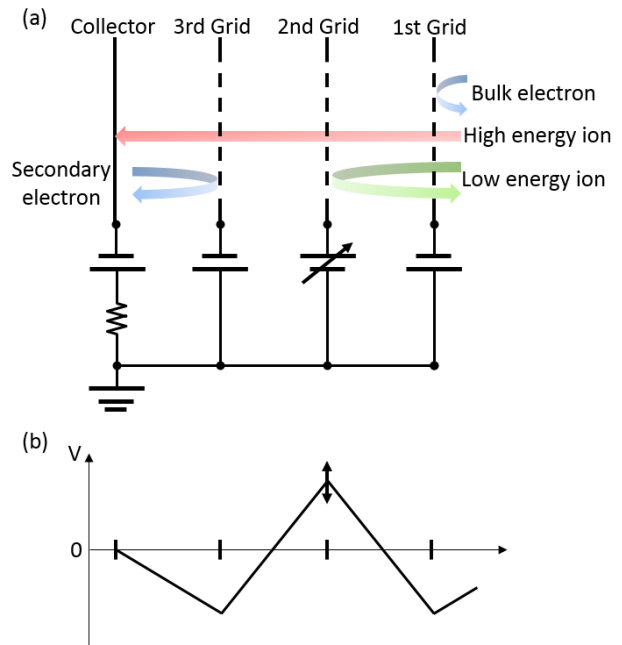 (a)
Collector 3rd Grid 2nd Grid 1st Grid
Bulk electron
High energy ion
Secondary
electron
Low energy ion
(b)
V
0